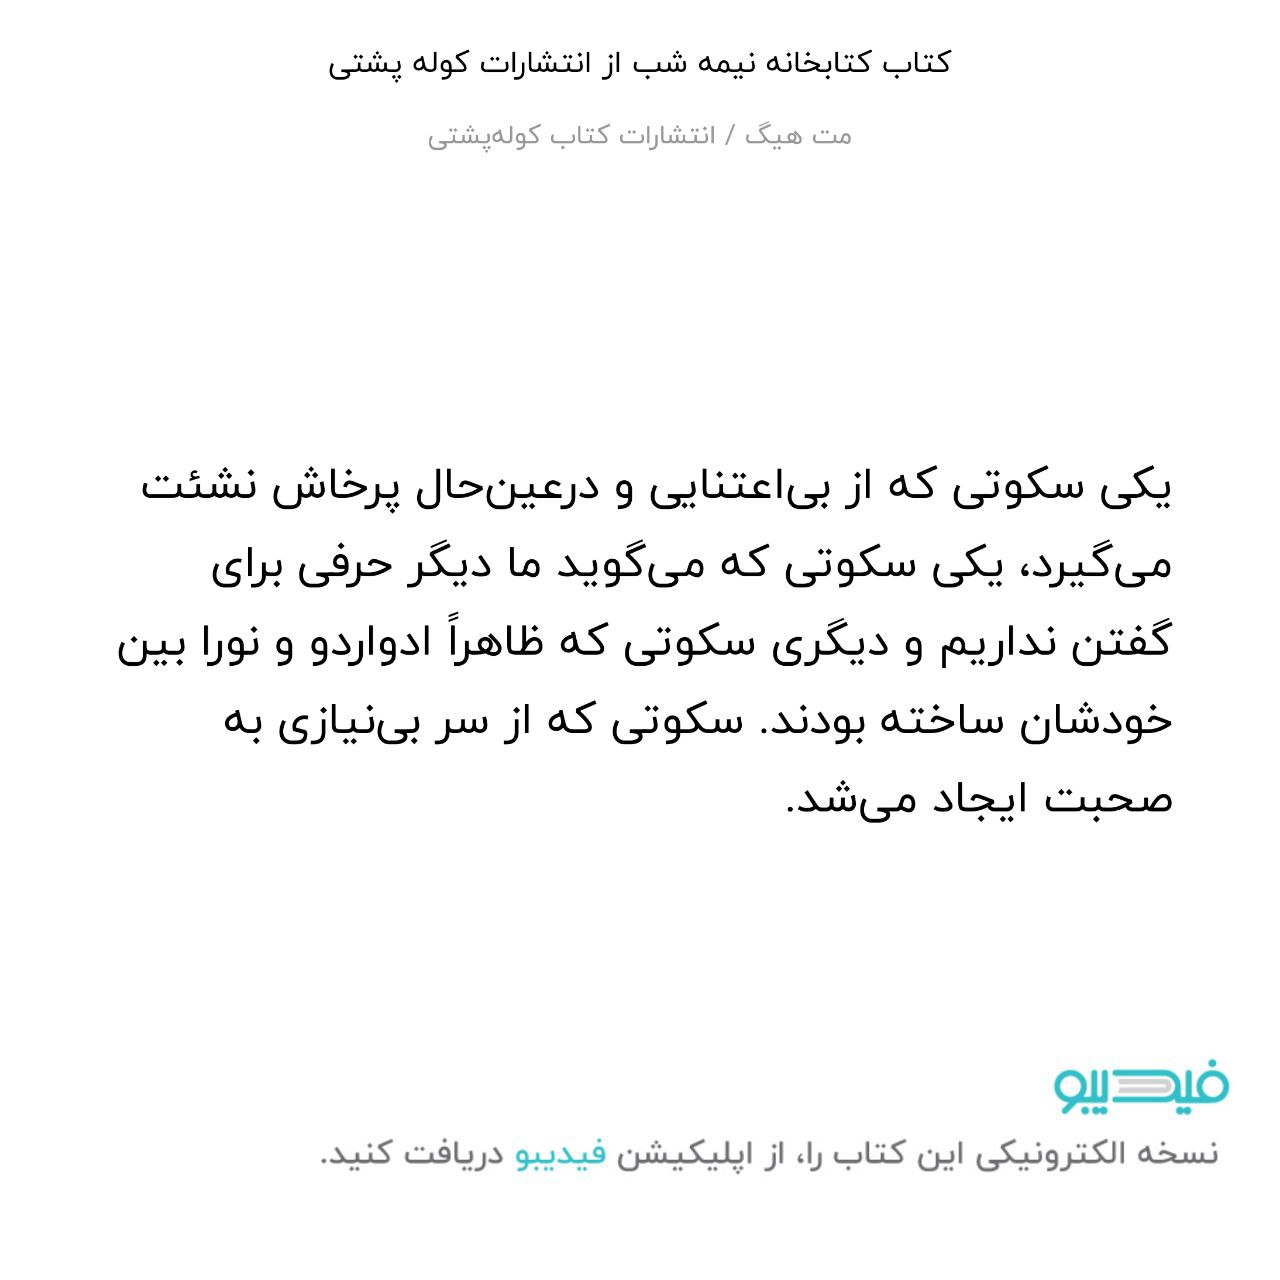 کتاب کتابخانه نیمه شب از انتشارات کوله پشتی
مت هیگ / انتشارات کتاب کوله‌پشتی
یکی سکوتی که از بی‌اعتنایی و درعین‌حال پرخاش نشئت
می‌گیرد، یکی سکوتی که می‌گوید ما دیگر حرفی برای
گفتن نداریم و دیگری سکوتی که ظاهراً ادواردو و نورا بین
خودشان ساخته بودند. سکوتی که از سر بی‌نیازی به
صحبت ایجاد می‌شد.
فیدیبو
نسخه الکترونیکی این کتاب را، از اپلیکیشن فیدیبو دریافت کنید.